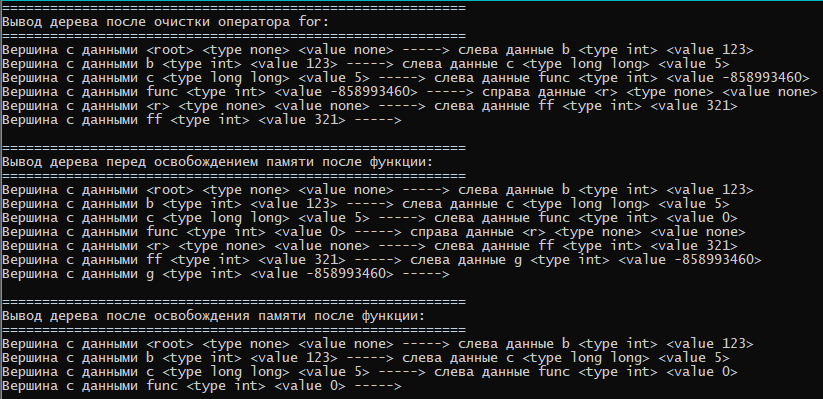 ==========================================================
Вывод дерева после очистки оператора for:
==========================================================
Вершина с данными <root> <type none> <value none> -----> слева данные b <type int> <value 123>
Вершина с данными b <type int> <value 123> -----> слева данные c <type long long> <value 5>
Вершина с данными c <type long long> <value 5> -----> слева данные func <type int> <value -858993460>
Вершина с данными func <type int> <value -858993460> -----> справа данные <r> <type none> <value none>
Вершина с данными <r> <type none> <value none> -----> слева данные ff <type int> <value 321>
Вершина с данными ff <type int> <value 321> ----->
==========================================================
Вывод дерева перед освобождением памяти после функции:
==========================================================
Вершина с данными <root> <type none> <value none> -----> слева данные b <type int> <value 123>
Вершина с данными b <type int> <value 123> -----> слева данные c <type long long> <value 5>
Вершина с данными c <type long long> <value 5> -----> слева данные func <type int> <value 0>
Вершина с данными func <type int> <value 0> -----> справа данные <r> <type none> <value none>
Вершина с данными <r> <type none> <value none> -----> слева данные ff <type int> <value 321>
Вершина с данными ff <type int> <value 321> -----> слева данные g <type int> <value -858993460>
Вершина с данными g <type int> <value -858993460> ----->
==========================================================
Вывод дерева после освобождения памяти после функции:
==========================================================
Вершина с данными <root> <type none> <value none> -----> слева данные b <type int> <value 123>
Вершина с данными b <type int> <value 123> -----> слева данные c <type long long> <value 5>
Вершина с данными c <type long long> <value 5> -----> слева данные func <type int> <value 0>
Вершина с данными func <type int> <value 0> ----->